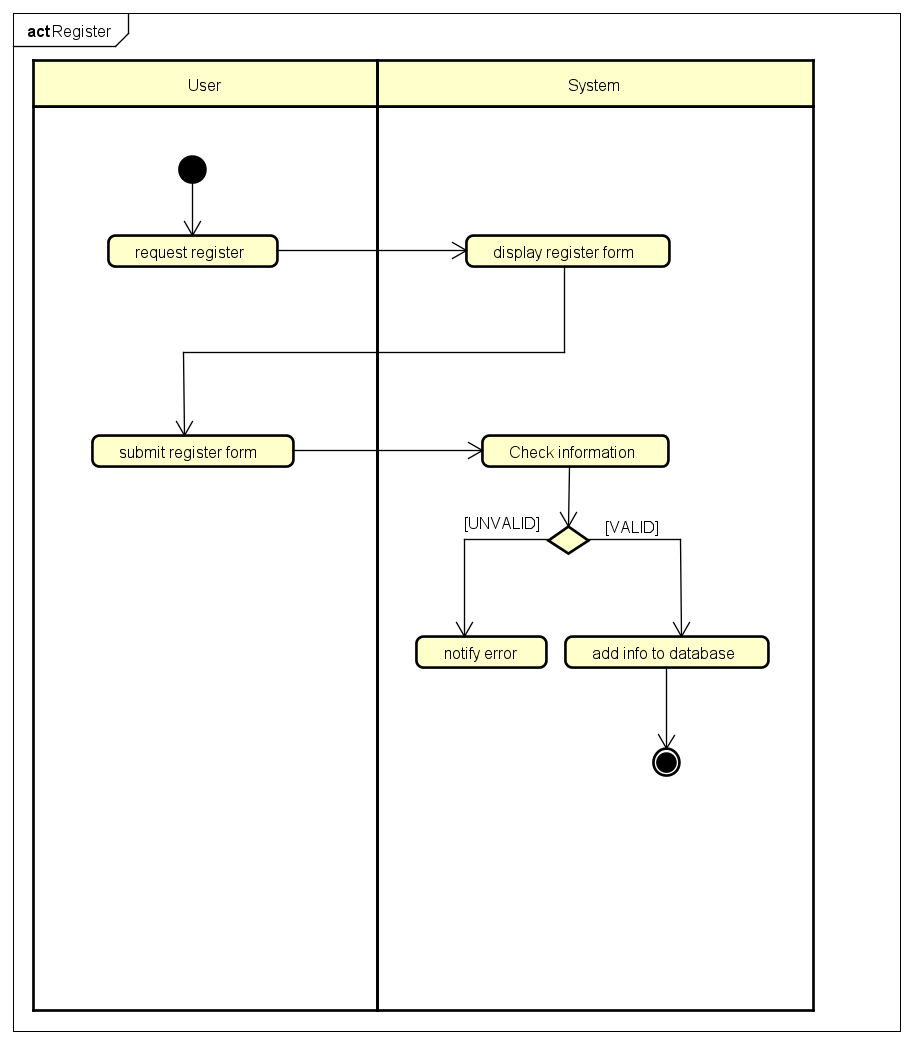 act Register
User
System
request register
display register form
submit register form
Check information
[UNVALID]
[VALID]
notify error
add info to database